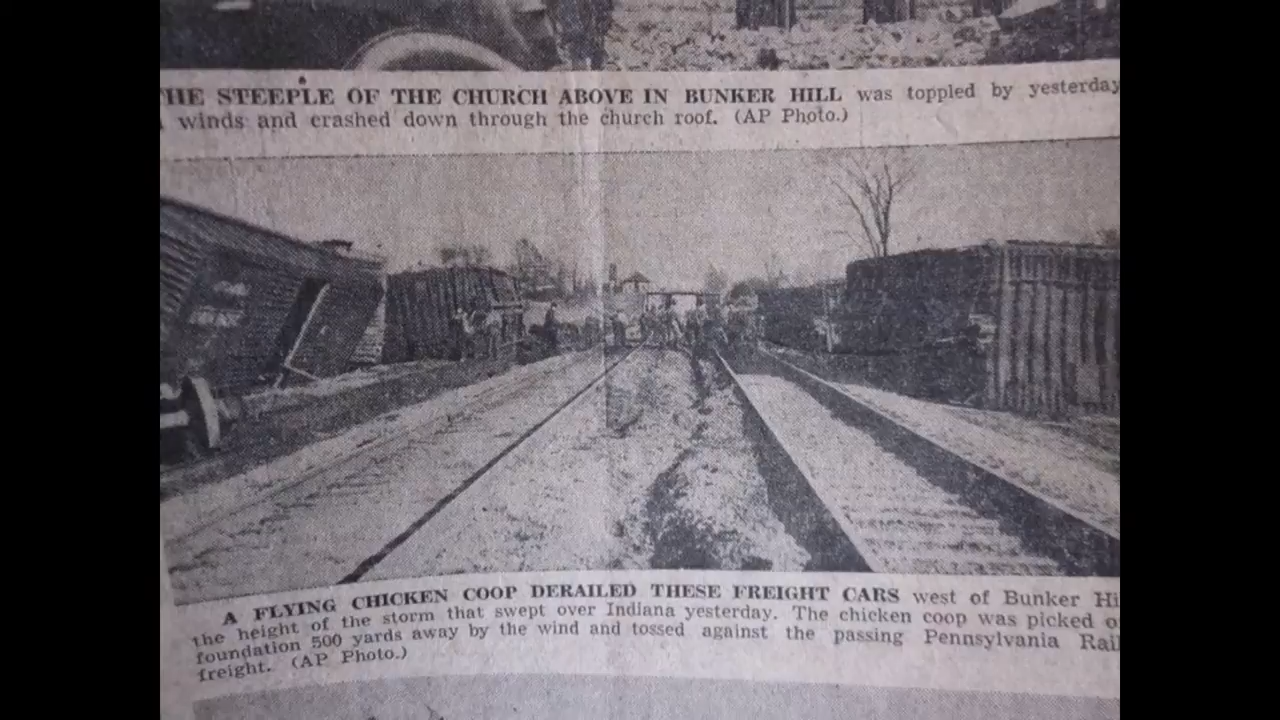 THE STEEPLE OF THE CHURCH ABOVE IN BUNKER HILL was toppled by yesterday
winds and crashed down through the church roof. (AP Photo.)
A FLYING CHICKEN COOP DERAILED THESE FREIGHT CARS west of Bunker Hi
the height of the storm that swept over Indiana yesterday. The chicken coop was picked o
foundation 500 yards away by the wind and tossed against the passing Pennsylvania Rail
freight. (AP Photo.)